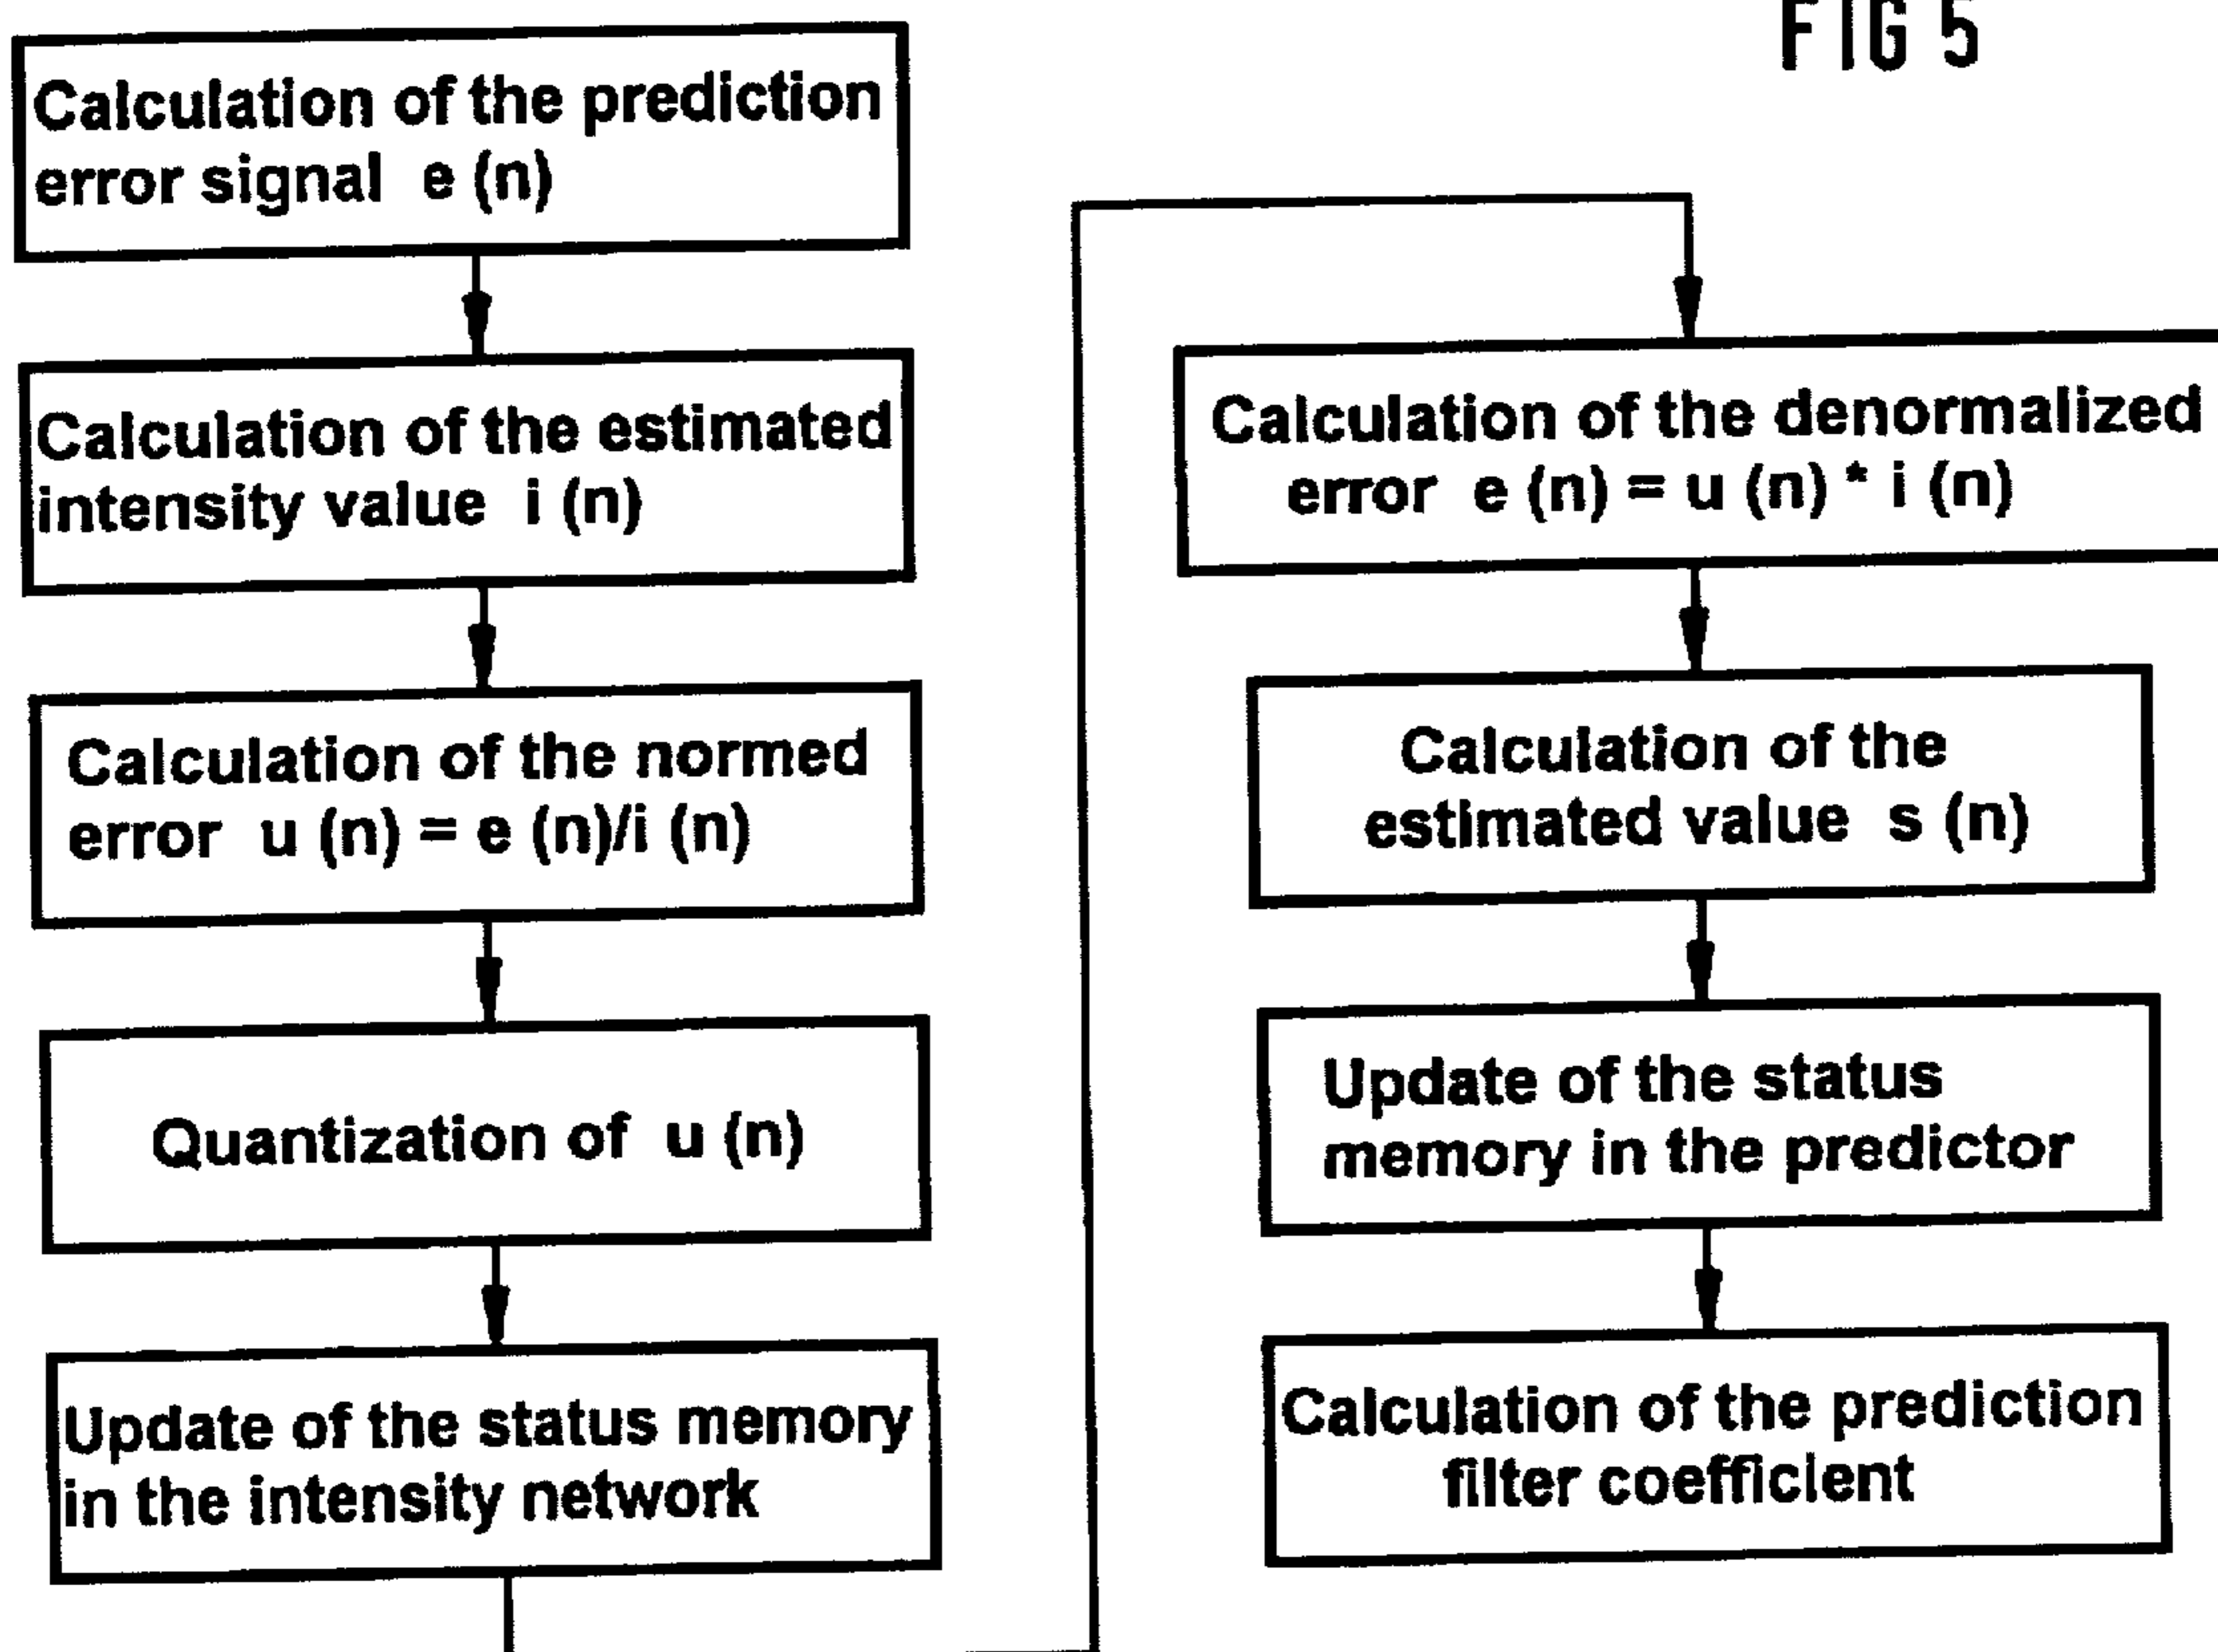 FIG 5
Calculation of the prediction
error signal e (n)
Calculation of the estimated
intensity value i (n)
Calculation of the normed
error u (n) = e (n)/i (n)
Quantization of u (n)
Update of the status memory
in the intensity network
Calculation of the denormalized
error e (n) = u (n) * i (n)
Calculation of the
estimated value s (n)
Update of the status
memory in the predictor
Calculation of the prediction
filter coefficient